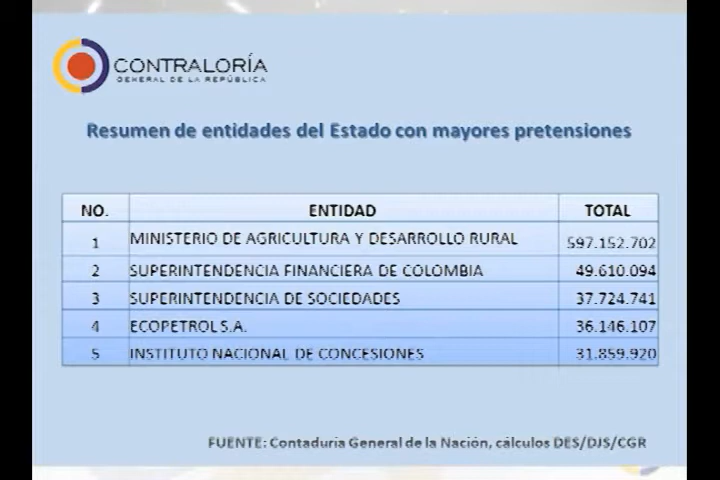 CONTRALORÍA
GENERAL DE LA REPÚBLICA
Resumen de entidades del Estado con mayores pretensiones
NO. ENTIDAD TOTAL
1 MINISTERIO DE AGRICULTURA Y DESARROLLO RURAL 597.152.702
2 SUPERINTENDENCIA FINANCIERA DE COLOMBIA 49.610.094
3 SUPERINTENDENCIA DE SOCIEDADES 37.724.741
4 ECOPETROL S.A. 36.146.107
5 INSTITUTO NACIONAL DE CONCESIONES 31.859.920
FUENTE: Contaduría General de la Nación, cálculos DES/DJS/CGR